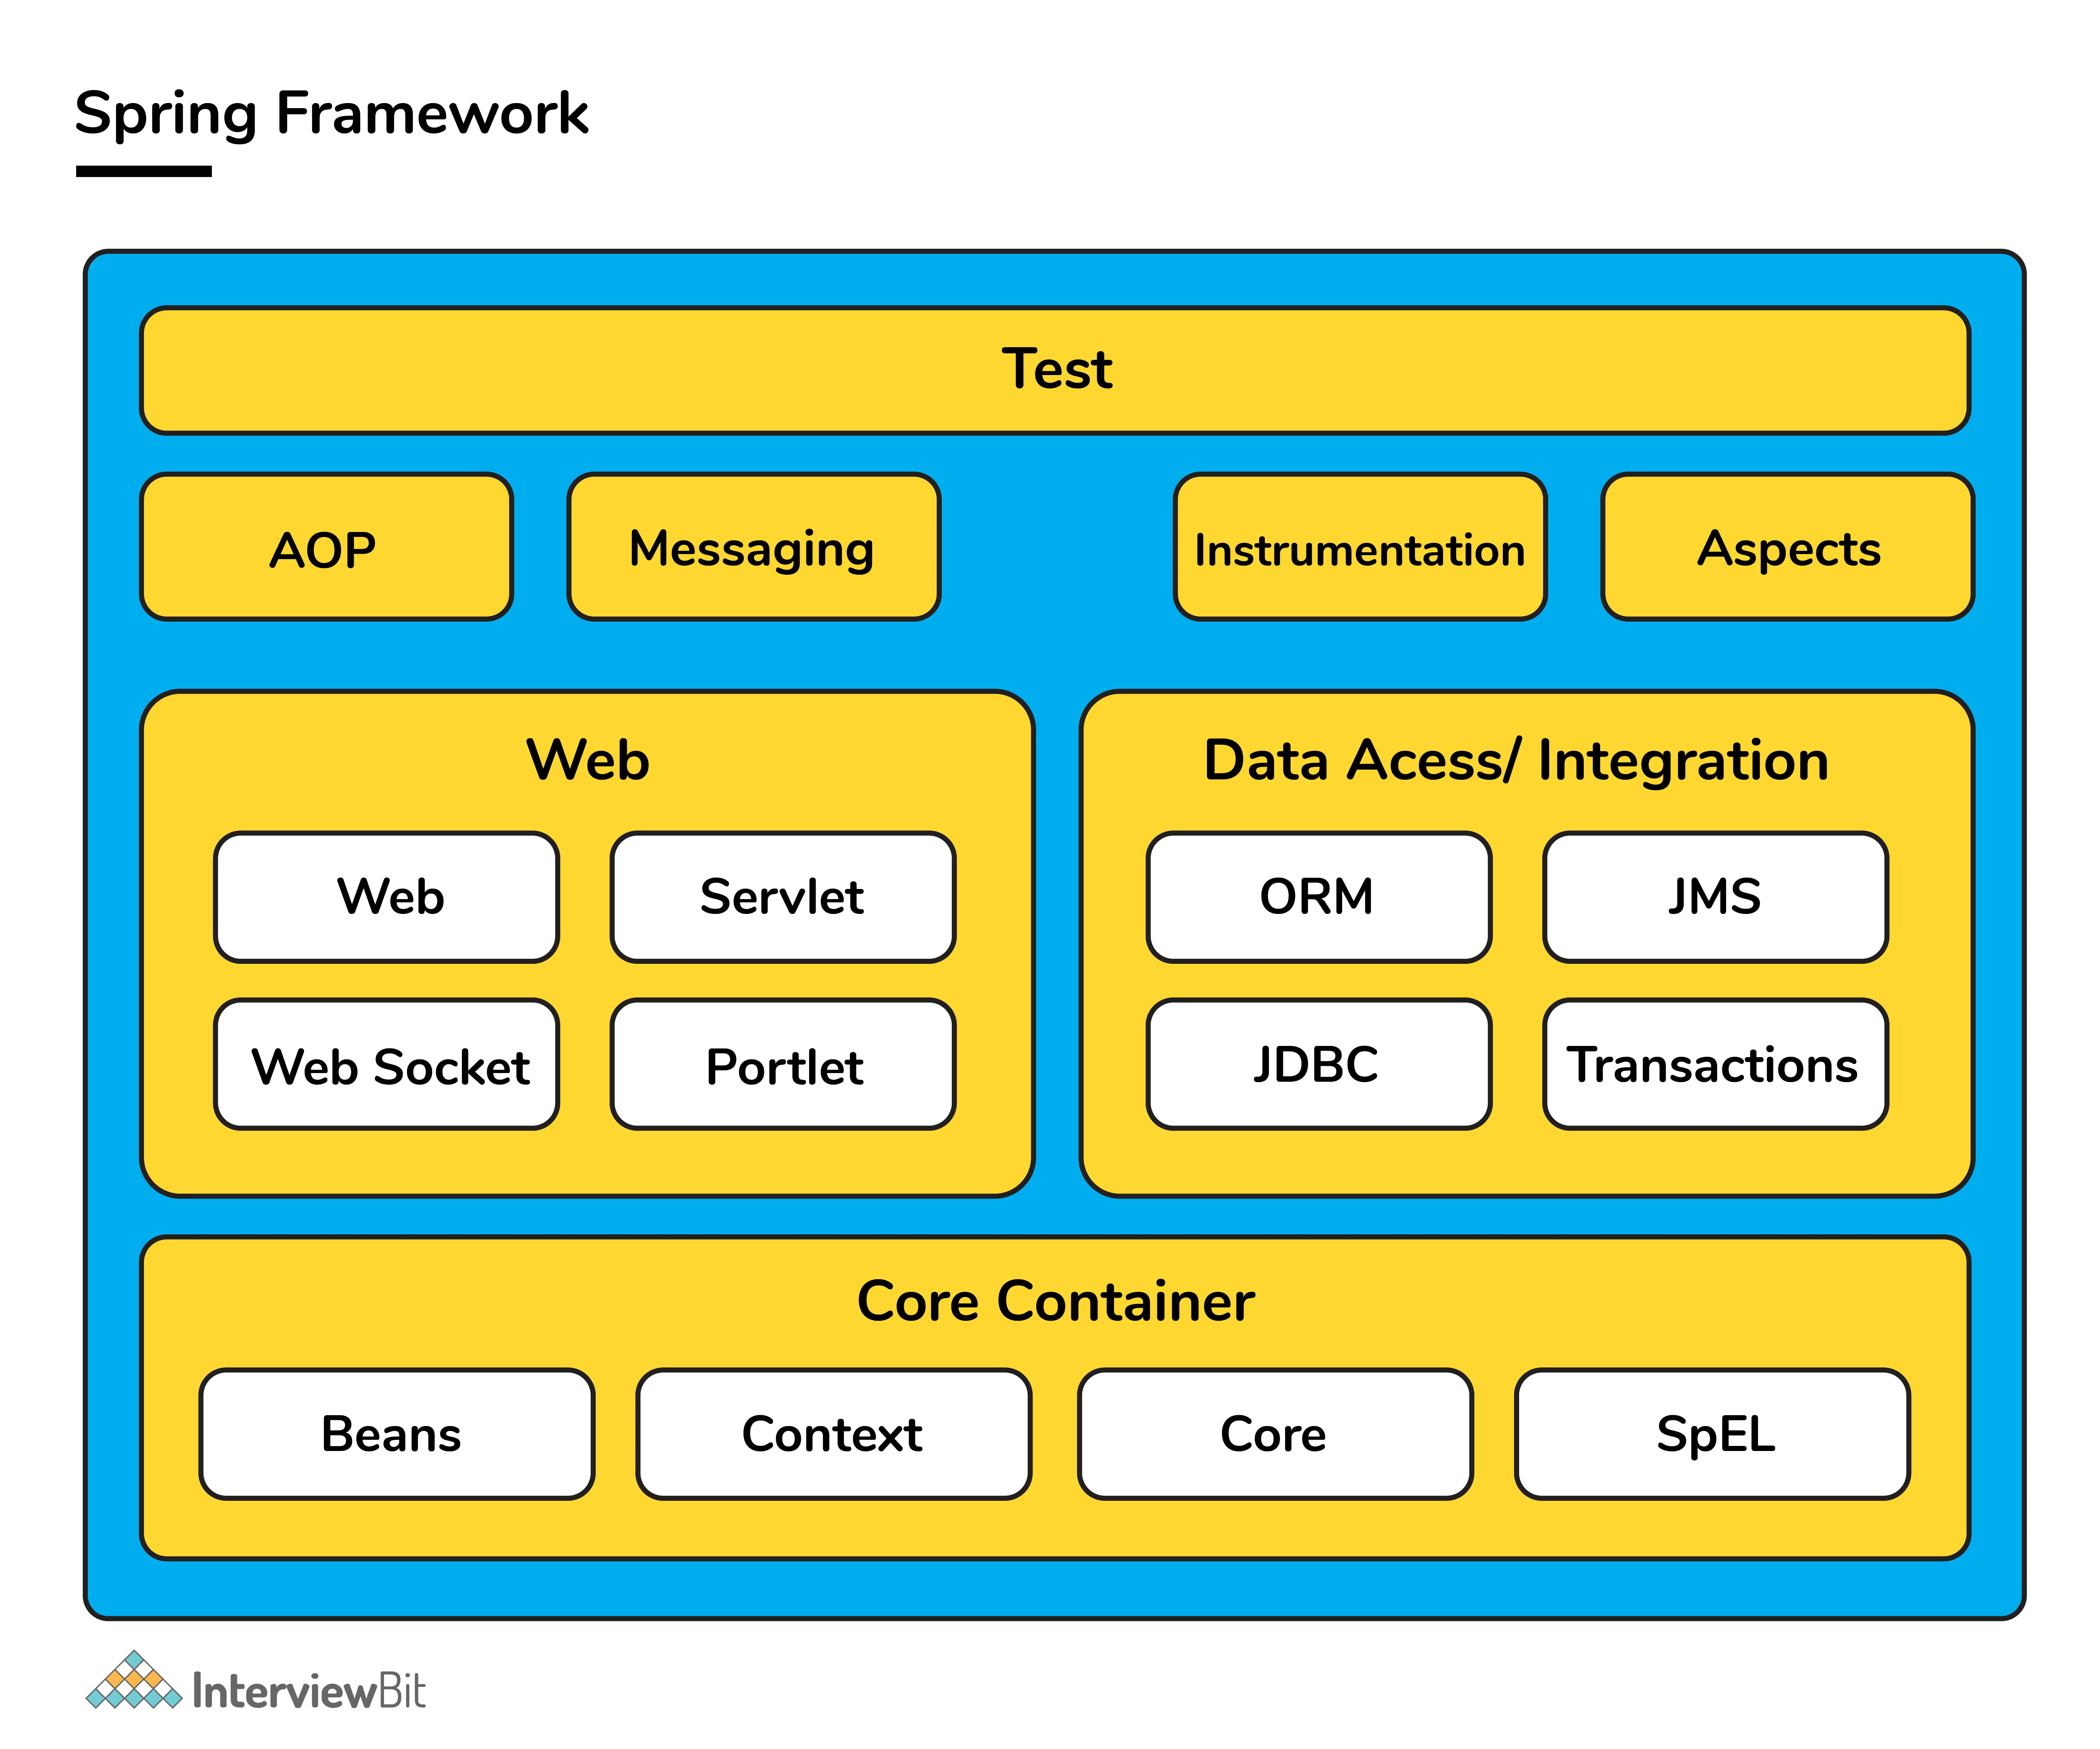 Spring Framework
Test
AOP
Messaging
Instrumentation
Aspects
Web
Web
Servlet
Web Socket
Portlet
Data Acess/ Integration
ORM
JMS
JDBC
Transactions
Core Container
Beans
Context
Core
SpEL
InterviewBit